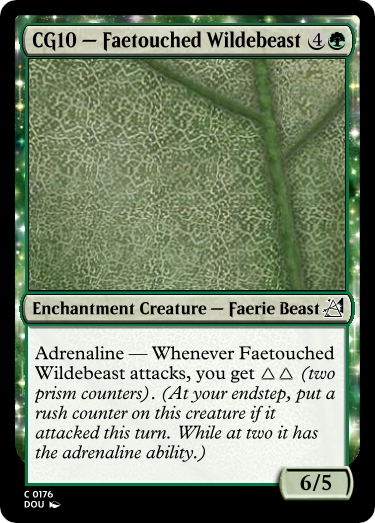 CG10 — Faetouched Wildebeast 4
Enchantment Creature — Faerie Beast
Adrenaline — Whenever Faetouched
Wildebeast attacks, you get △△ (two
prism counters). (At your endstep, put a
rush counter on this creature if it
attacked this turn. While at two it has
the adrenaline ability.)
6/5
C 0176
DOU